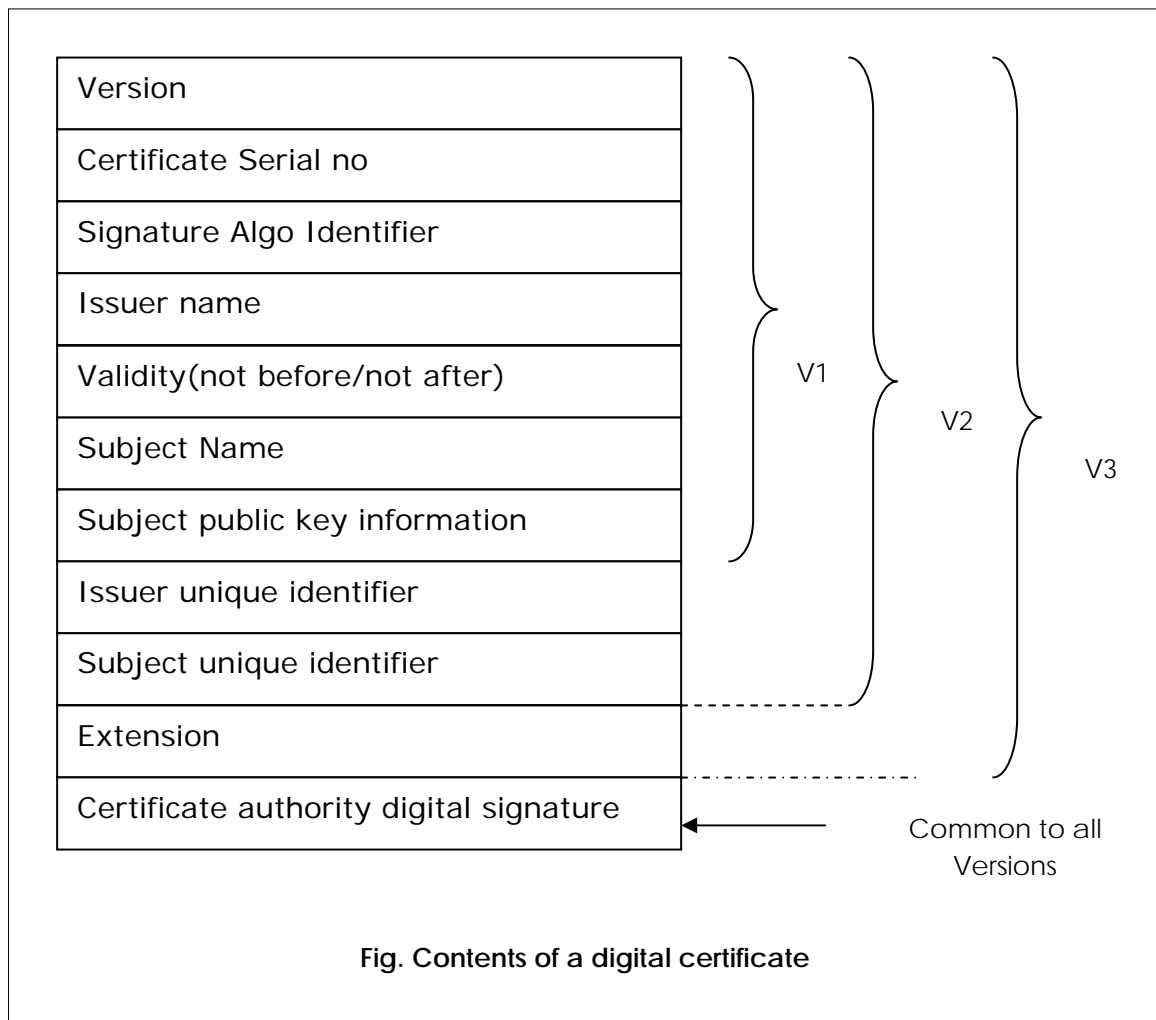 Version
Certificate Serial no
Signature Algo Identifier
Issuer name
Validity(not before/not after)
Subject Name
Subject public key information
Issuer unique identifier
Subject unique identifier
Extension
Certificate authority digital signature
V1
V2
V3
Common to all
Versions
Fig. Contents of a digital certificate